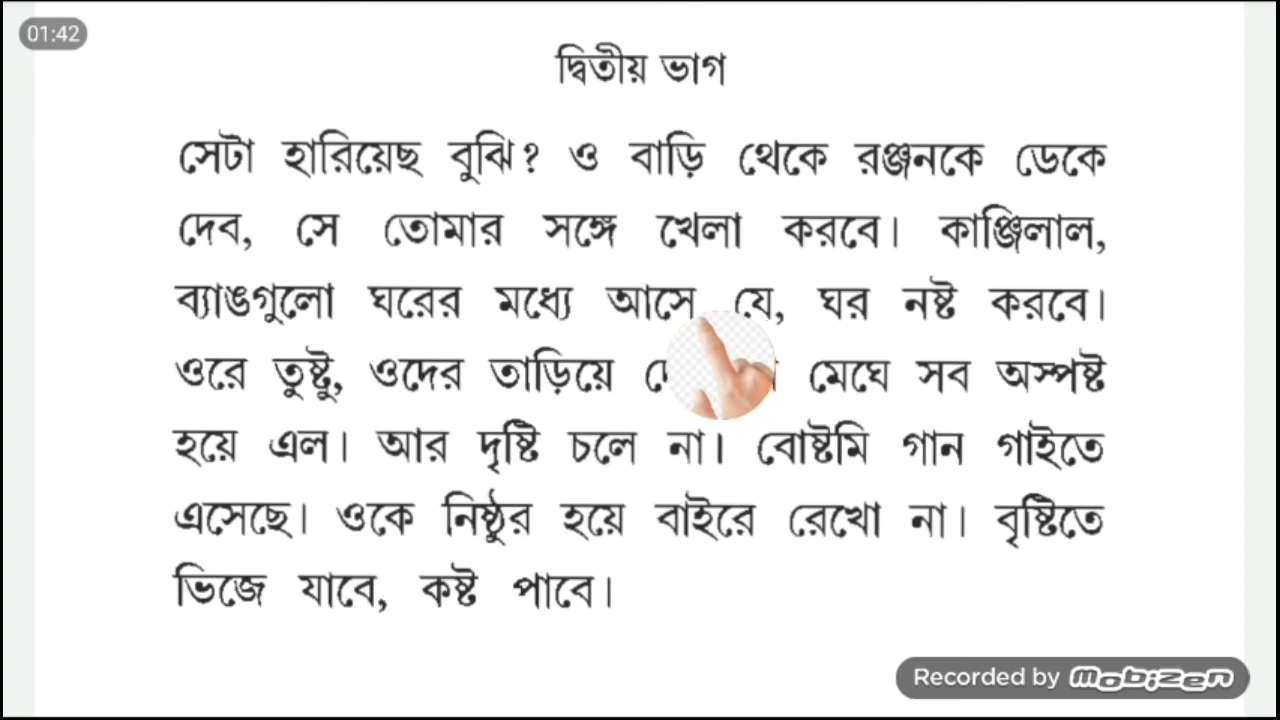 01:42
দ্বিতীয় ভাগ
সেটা হারিয়েছ বুঝি? ও বাড়ি থেকে রঞ্জনকে ডেকে
দেব, সে তোমার সঙ্গে খেলা করবে। কাঞ্জিলাল,
ব্যাঙগুলো ঘরের মধ্যে আসে যে, ঘর নষ্ট করবে।
ওরে তুষ্টু, ওদের তাড়িয়ে মেঘে সব অস্পষ্ট
হয়ে এল। আর দৃষ্টি চলে না। বোষ্টমি গান গাইতে
এসেছে। ওকে নিষ্ঠুর হয়ে বাইরে রেখো না। বৃষ্টিতে
ভিজে যাবে, কষ্ট পাবে।
Recorded by mobizen